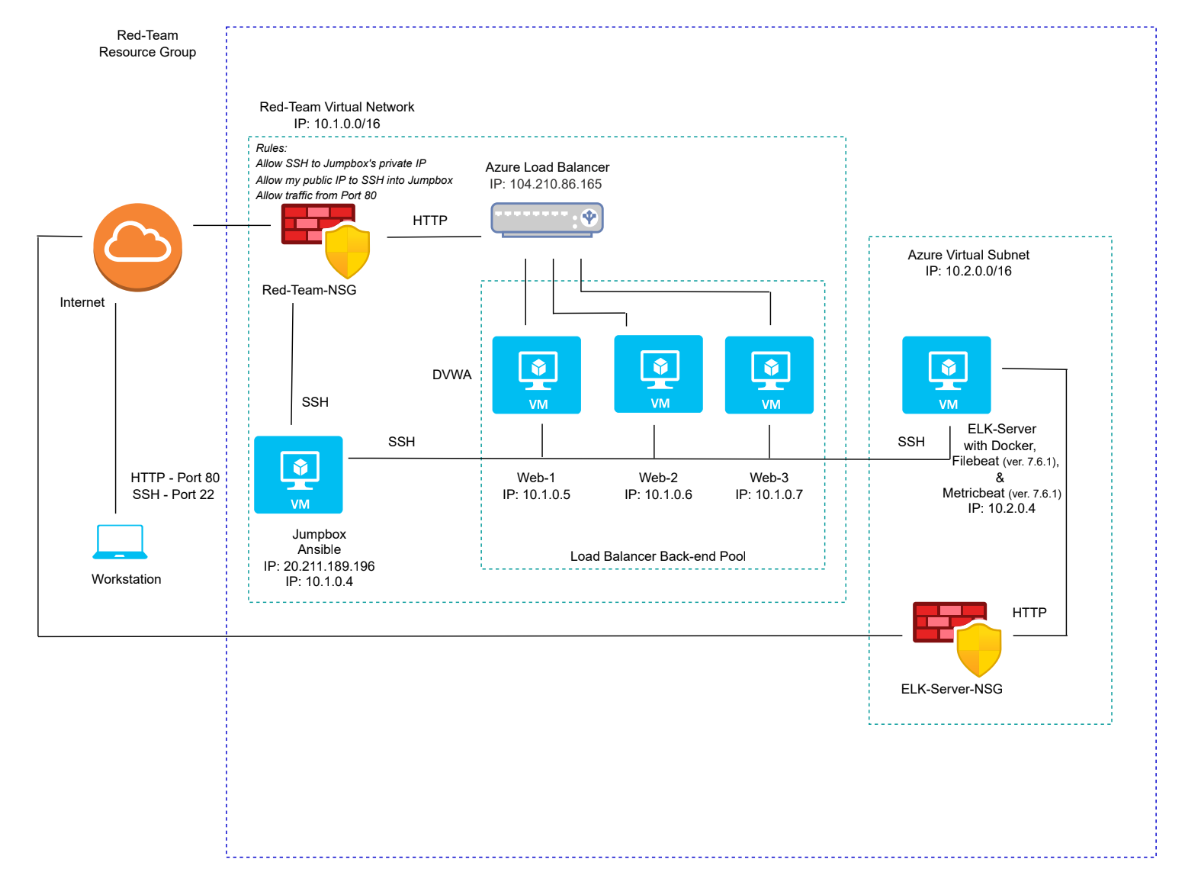 Red-Team
Resource Group
Red-Team Virtual Network
IP: 10.1.0.0/16
Rules:
Allow SSH to Jumpbox's private IP
Allow my public IP to SSH into Jumpbox
Allow traffic from Port 80
Azure Load Balancer
IP: 104.210.86.165
HTTP
Red-Team-NSG
Internet
Azure Virtual Subnet
IP: 10.2.0.0/16
DVWA
VM
VM
VM
VM
SSH
SSH
SSH
VM
Web-1
IP: 10.1.0.5
Web-2
IP: 10.1.0.6
Web-3
IP: 10.1.0.7
ELK-Server
with Docker,
Filebeat (ver. 7.6.1),
&
Metricbeat (ver. 7.6.1)
IP: 10.2.0.4
HTTP - Port 80
SSH - Port 22
Jumpbox
Ansible
IP: 20.211.189.196
IP: 10.1.0.4
Load Balancer Back-end Pool
Workstation
HTTP
ELK-Server-NSG